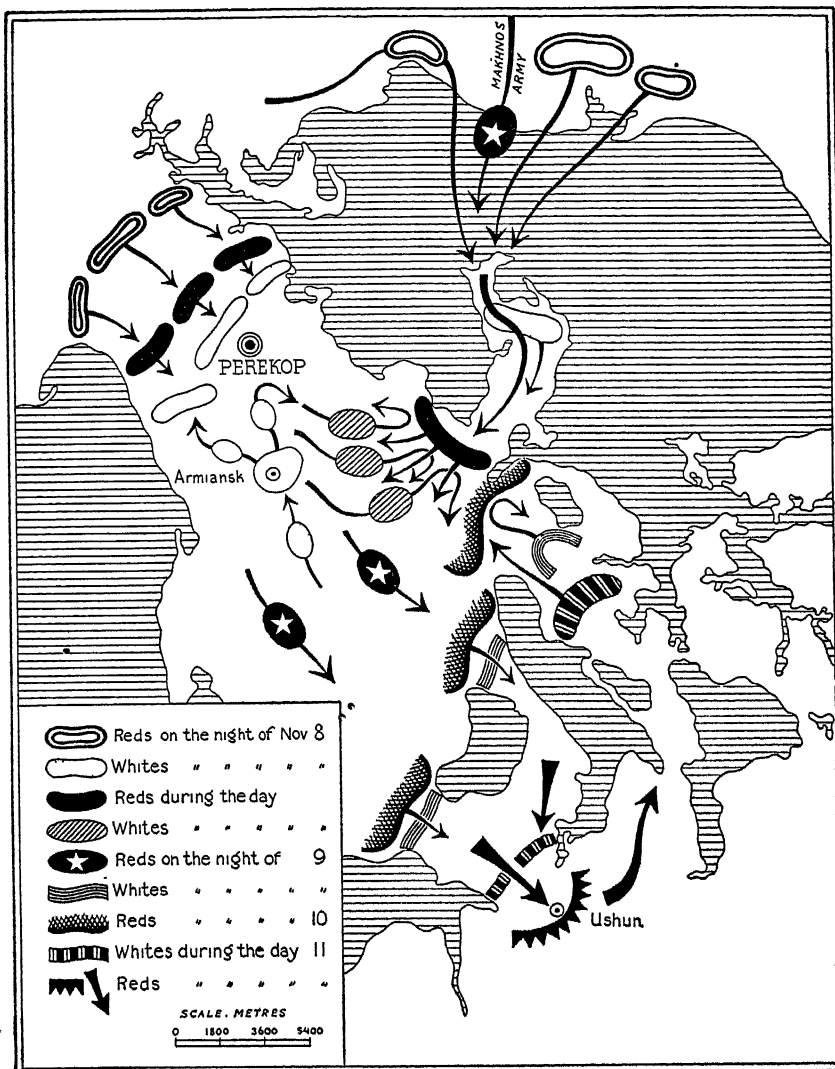 MAKHNOS
ARMY
PEREKOP
Armiansk
Ushun
Reds on the night of Nov 8
Whites " " " " "
Reds during the day
Whites " " " " "
Reds on the night of 9
Whites " " " "
Reds " " " " 10
Whites during the day 11
Reds " " " "
SCALE. METRES
0 1800 3600 5400